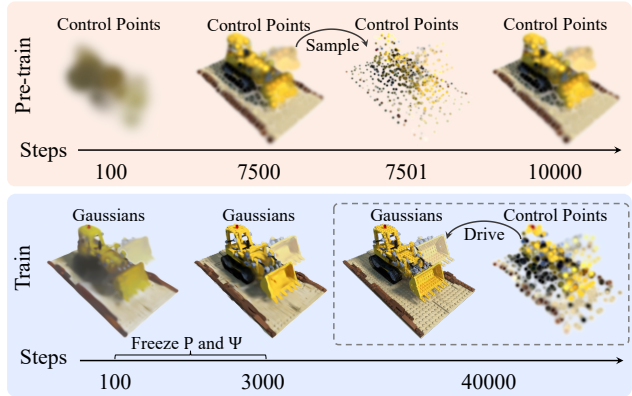 Pre-train
Control Points
Control Points
Control Points
Control Points
Sample
Steps
100
7500
7501
10000
Train
Gaussians
Gaussians
Gaussians
Control Points
Drive
Freeze P and Ψ
Steps
100
3000
40000